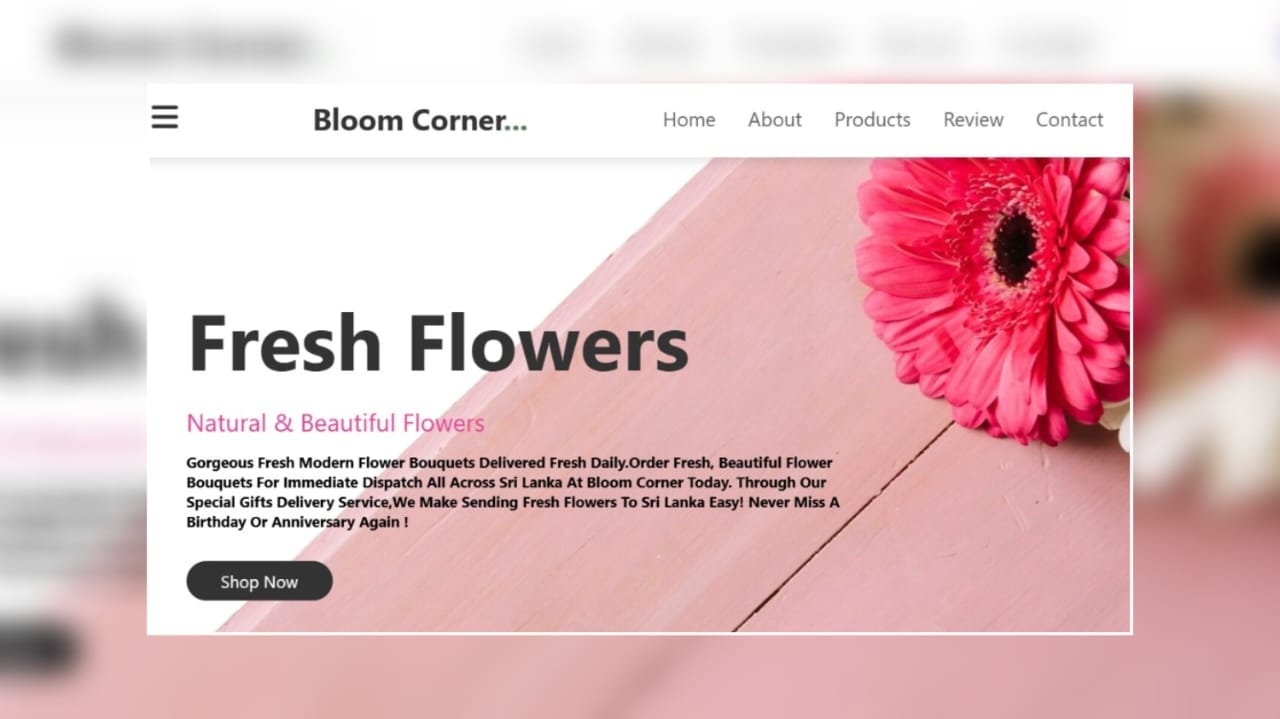 Bloom Corner...
Home About Products Review Contact
Fresh Flowers
Natural & Beautiful Flowers
Gorgeous Fresh Modern Flower Bouquets Delivered Fresh Daily.Order Fresh, Beautiful Flower
Bouquets For Immediate Dispatch All Across Sri Lanka At Bloom Corner Today. Through Our
Special Gifts Delivery Service,We Make Sending Fresh Flowers To Sri Lanka Easy! Never Miss A
Birthday Or Anniversary Again !
Shop Now